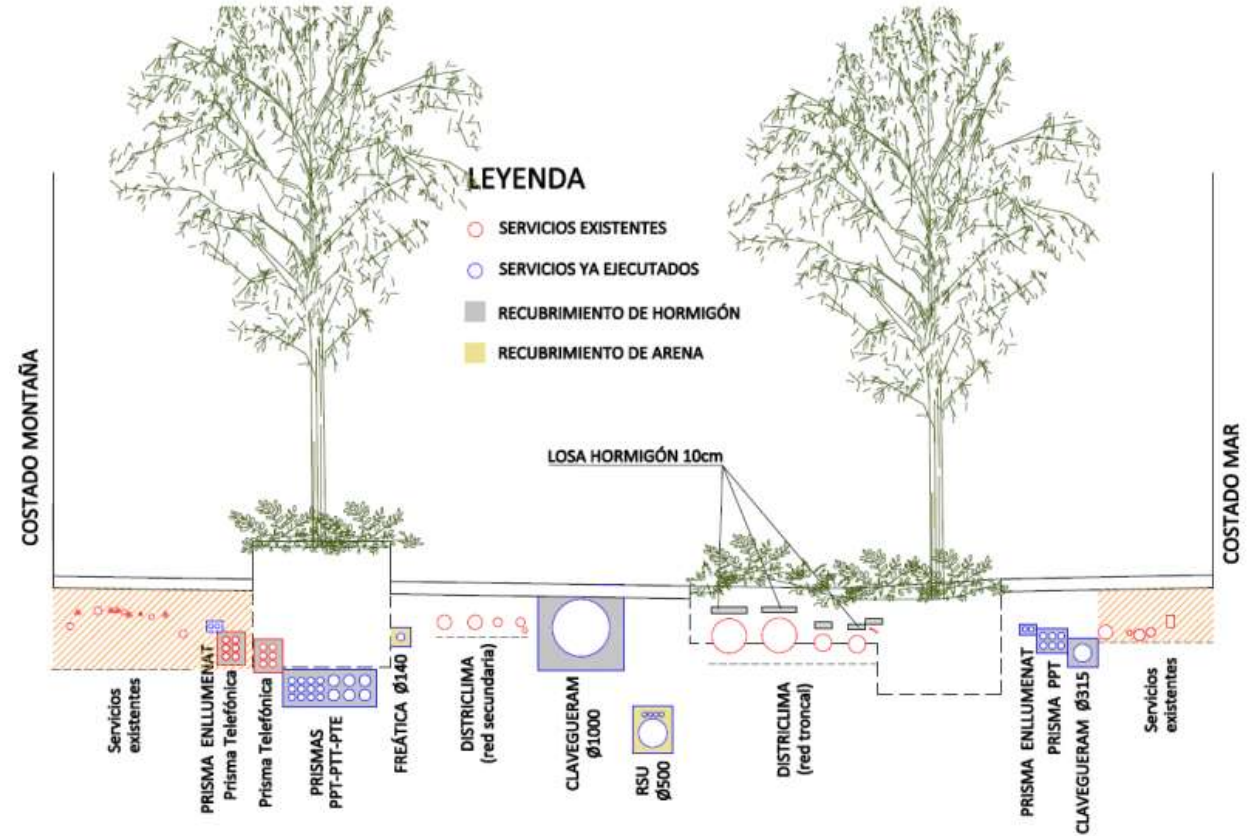 LEYENDA
SERVICIOS EXISTENTES
SERVICIOS YA EJECUTADOS
RECUBRIMIENTO DE HORMIGÓN
RECUBRIMIENTO DE ARENA
COSTADO MONTAÑA
LOSA HORMIGÓN 10cm
COSTADO MAR
Servicios
existentes
PRISMA ENLLUMENAT
Prisma Telefónica
Prisma Telefónica
PRISMAS
PPT-PTT-PTE
FREÁTICA Ø140
DISTRICLIMA
(red secundaria)
CLAVEGUERAM
Ø1000
RSU
Ø500
DISTRICLIMA
(red troncal)
PRISMA ENLLUMENAT
PRISMA PPT
CLAVEGUERAM Ø315
Servicios
existentes